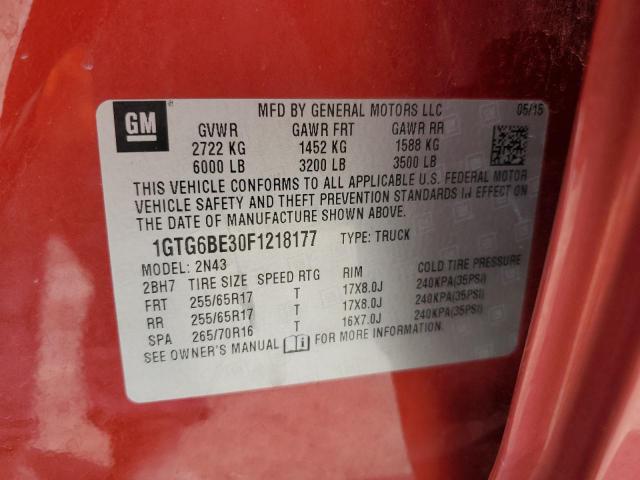 GM
MFD BY GENERAL MOTORS LLC 05/15
GVWR GAWR FRT GAWR RR
2722 KG 1452 KG 1588 KG
6000 LB 3200 LB 3500 LB
THIS VEHICLE CONFORMS TO ALL APPLICABLE U.S. FEDERAL MOTOR
VEHICLE SAFETY AND THEFT PREVENTION STANDARDS IN EFFECT ON
THE DATE OF MANUFACTURE SHOWN ABOVE.
1GTG6BE30F1218177 TYPE: TRUCK
MODEL: 2N43
2BH7 TIRE SIZE SPEED RTG RIM COLD TIRE PRESSURE
FRT 255/65R17 T 17X8.0J 240KPA(35PSI)
RR 255/65R17 T 17X8.0J 240KPA(35PSI)
SPA 265/70R16 T 16X7.0J 240KPA(35PSI)
SEE OWNER'S MANUAL FOR MORE INFORMATION.